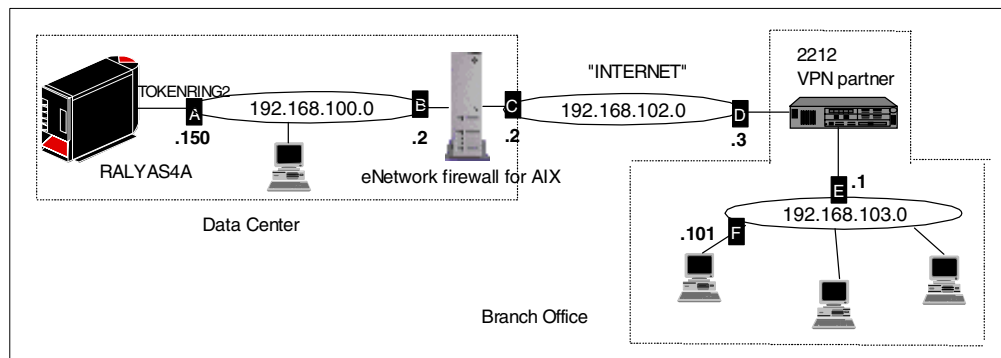 2212
VPN partner
"INTERNET"
TOKENRING2
A
192.168.100.0
B
C
192.168.102.0
D
.150
.2
.2
.3
RALYAS4A
eNetwork firewall for AIX
E
.1
Data Center
192.168.103.0
.101
F
Branch Office